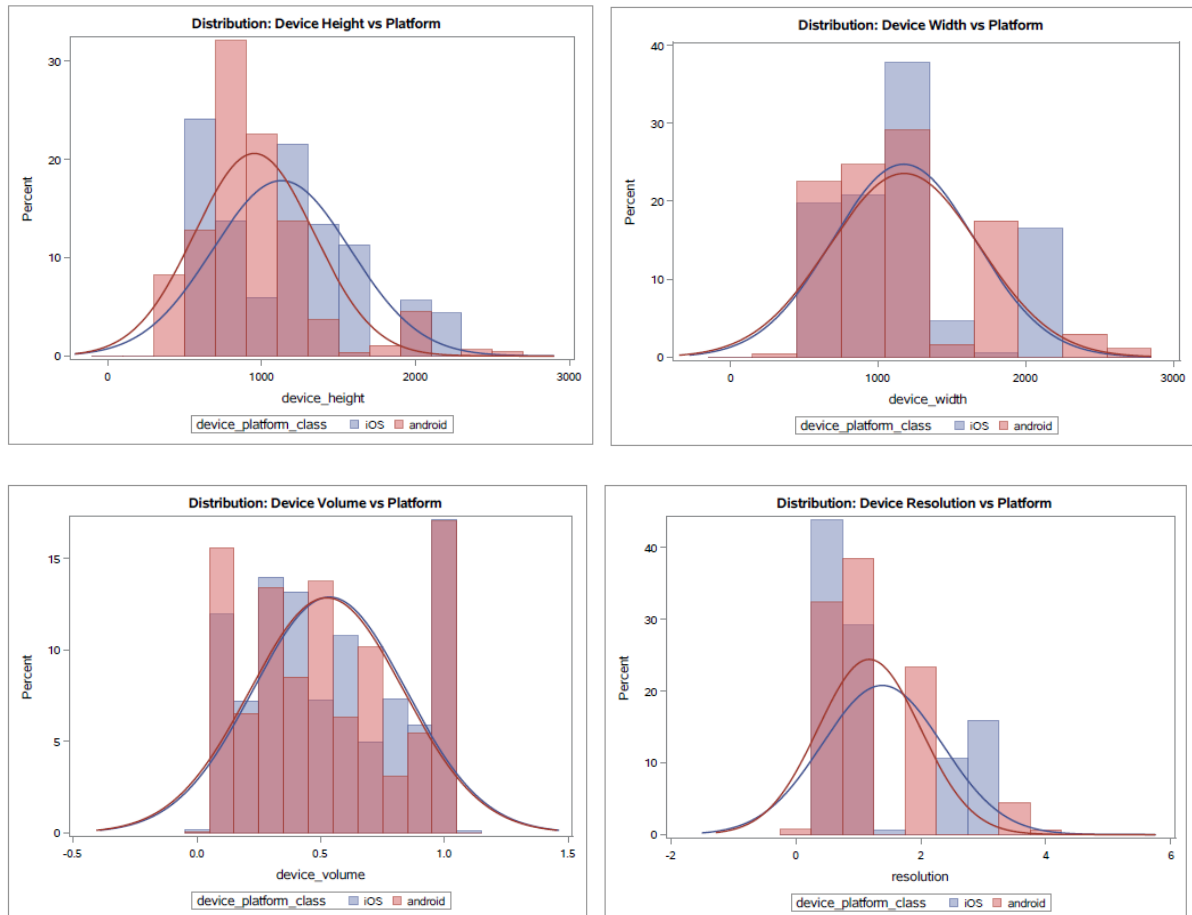 Distribution: Device Height vs Platform
30
20
10
0
Percent
0 1000 2000 3000
device_height
device_platform_class iOS android
Distribution: Device Width vs Platform
40
30
20
10
0
Percent
0 1000 2000 3000
device_width
device_platform_class iOS android
Distribution: Device Volume vs Platform
15
10
5
0
Percent
-0.5 0.0 0.5 1.0 1.5
device_volume
device_platform_class iOS android
Distribution: Device Resolution vs Platform
40
30
20
10
0
Percent
-2 0 2 4 6
resolution
device_platform_class iOS android